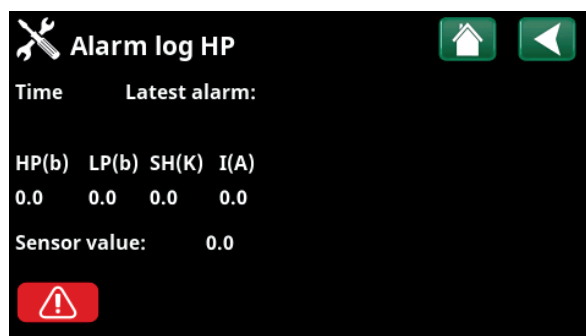 Alarm log HP
Time Latest alarm:
HP(b) LP(b) SH(K) I(A)
0.0 0.0 0.0 0.0
Sensor value: 0.0